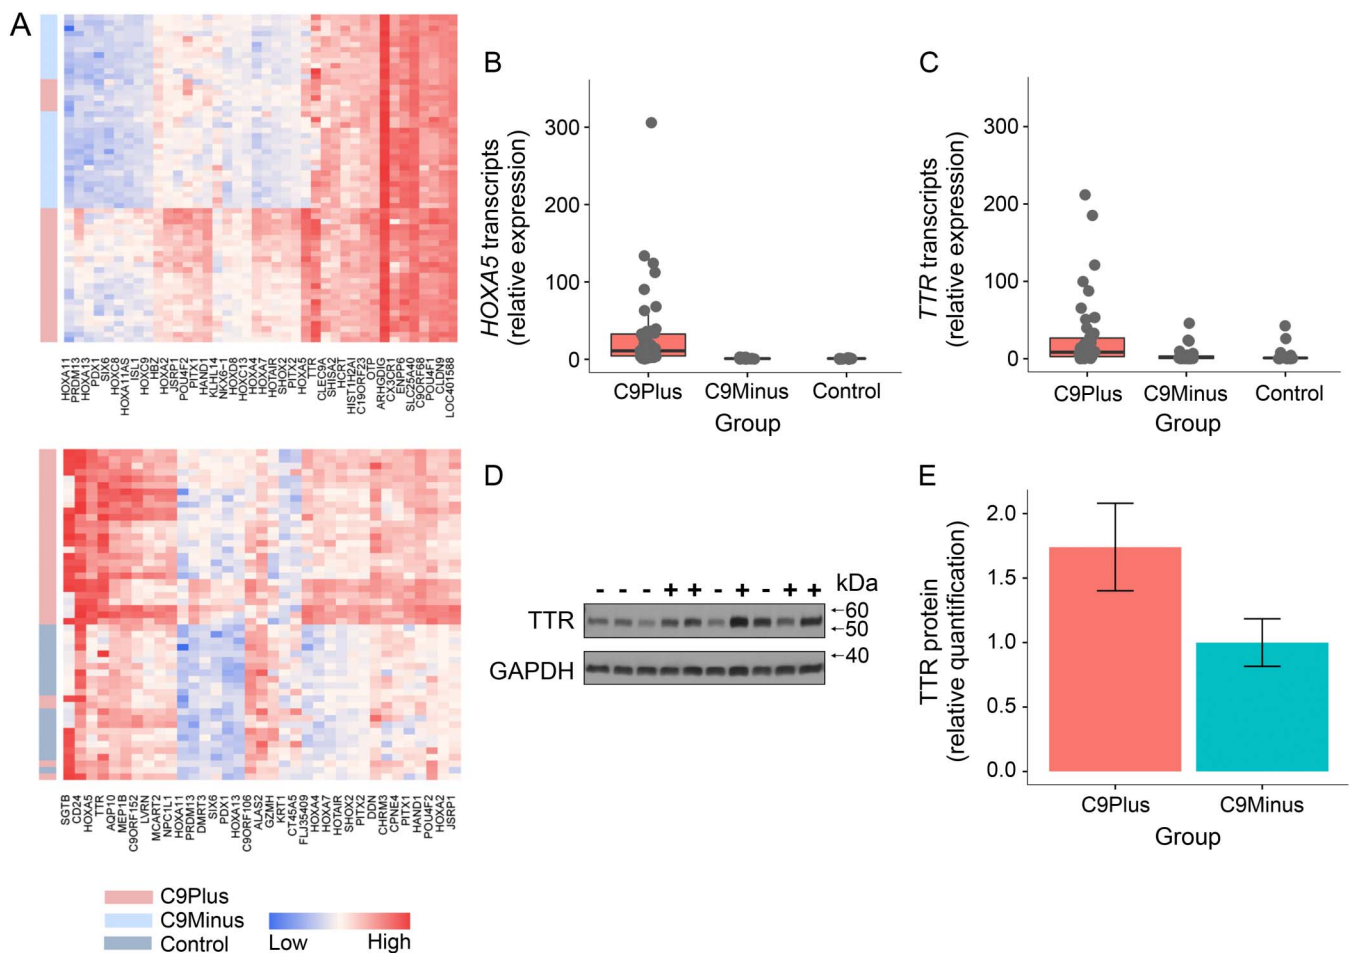 A
HOXA11
PRDM13
HOXA13
PDX1
SIX6
HOXC8
HOXA11AS
ISL1
HOXC9
HBZ
HOXA2
JSRP1
POU4F2
PITX1
HAND1
KLHL14
NKX6-1
HOXD8
HOXC13
HOXA4
HOXA7
HOTAIR
SHOX2
PITX2
HOXA5
TTR
CLEC9A
SHISA2
HCRT
HIST1H2AI
C19ORF23
OTP
ARHGDIG
CX3CR1
ENPP6
SLC25A40
C9ORF68
POU4F1
CLDN9
LOC401588
SGTB
CD24
HOXA5
TTR
AQP10
MEP1B
C9ORF152
LVRN
MCART2
NPC1L1
HOXA11
PRDM13
DMRT3
SIX6
PDX1
HOXA13
C9ORF106
ALAS2
GZMH
KRT1
CT45A5
FLJ35409
HOXA4
HOXA7
HOTAIR
SHOX2
PITX2
DDN
CHRM3
CPNE4
PITX1
HAND1
POU4F2
HOXA2
JSRP1
C9Plus
C9Minus
Control
Low High
B
HOXA5 transcripts
(relative expression)
300
200
100
0
C9Plus C9Minus Control
Group
C
TTR transcripts
(relative expression)
300
200
100
0
C9Plus C9Minus Control
Group
D
- - - + + - + - + + kDa
TTR
←60
←50
GAPDH
←40
E
TTR protein
(relative quantification)
2.0
1.5
1.0
0.5
0.0
C9Plus C9Minus
Group